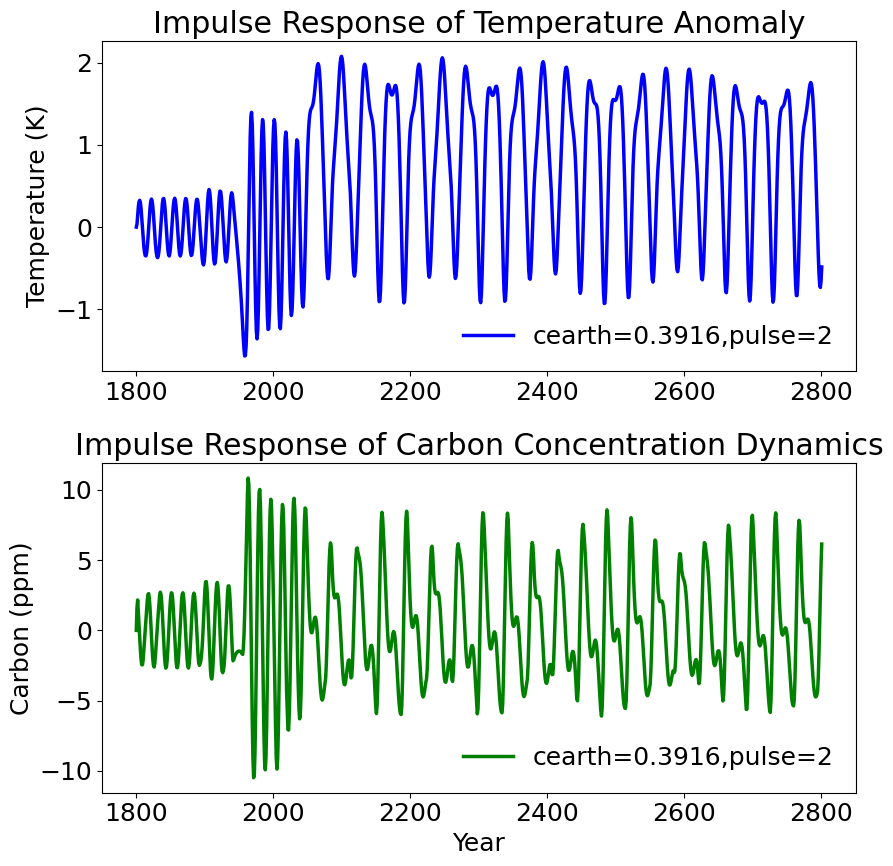 Impulse Response of Temperature Anomaly
Temperature (K)
2
1
0
−1
cearth=0.3916,pulse=2
1800 2000 2200 2400 2600 2800
Impulse Response of Carbon Concentration Dynamics
Carbon (ppm)
10
5
0
−5
−10
cearth=0.3916,pulse=2
1800 2000 2200 2400 2600 2800
Year